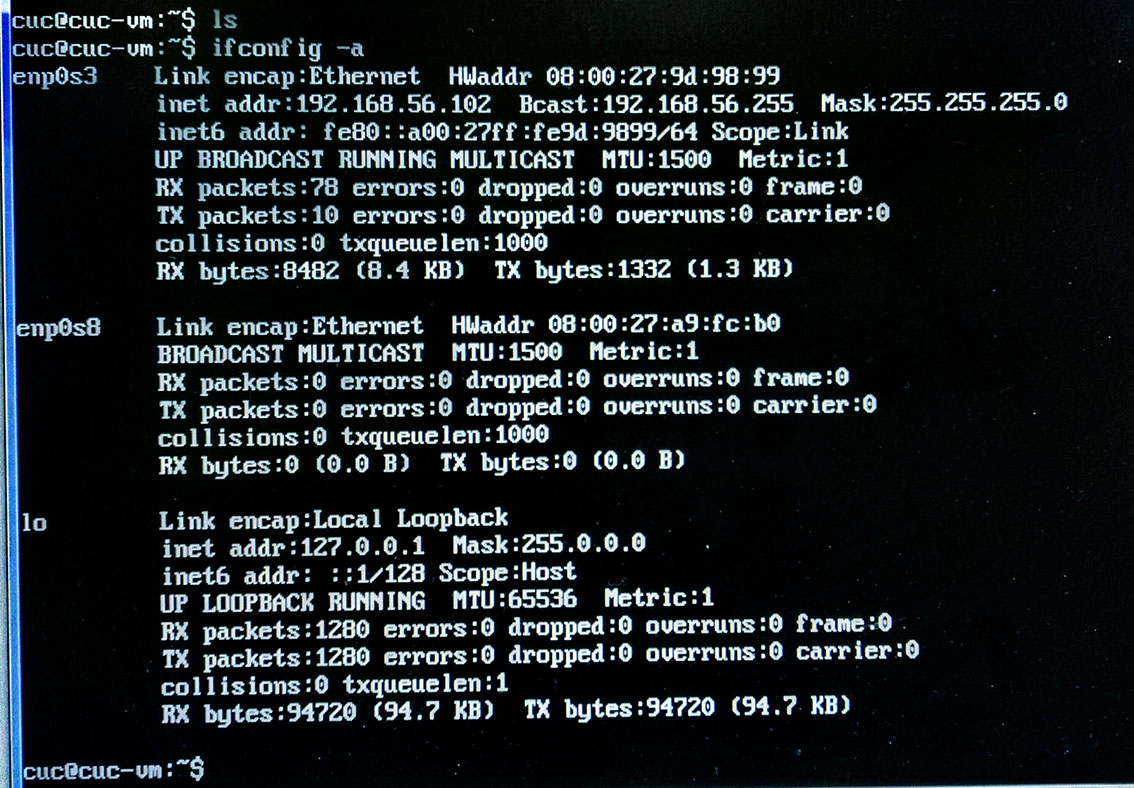 cuc@cuc-vm:~$ ls
cuc@cuc-vm:~$ ifconfig -a
enp0s3 Link encap:Ethernet HWaddr 08:00:27:9d:98:99
inet addr:192.168.56.102 Bcast:192.168.56.255 Mask:255.255.255.0
inet6 addr: fe80::a00:27ff:fe9d:9899/64 Scope:Link
UP BROADCAST RUNNING MULTICAST MTU:1500 Metric:1
RX packets:78 errors:0 dropped:0 overruns:0 frame:0
TX packets:10 errors:0 dropped:0 overruns:0 carrier:0
collisions:0 txqueuelen:1000
RX bytes:8482 (8.4 KB) TX bytes:1332 (1.3 KB)
enp0s8 Link encap:Ethernet HWaddr 08:00:27:a9:fc:b0
BROADCAST MULTICAST MTU:1500 Metric:1
RX packets:0 errors:0 dropped:0 overruns:0 frame:0
TX packets:0 errors:0 dropped:0 overruns:0 carrier:0
collisions:0 txqueuelen:1000
RX bytes:0 (0.0 B) TX bytes:0 (0.0 B)
lo Link encap:Local Loopback
inet addr:127.0.0.1 Mask:255.0.0.0
inet6 addr: ::1/128 Scope:Host
UP LOOPBACK RUNNING MTU:65536 Metric:1
RX packets:1280 errors:0 dropped:0 overruns:0 frame:0
TX packets:1280 errors:0 dropped:0 overruns:0 carrier:0
collisions:0 txqueuelen:1
RX bytes:94720 (94.7 KB) TX bytes:94720 (94.7 KB)
cuc@cuc-vm:~$